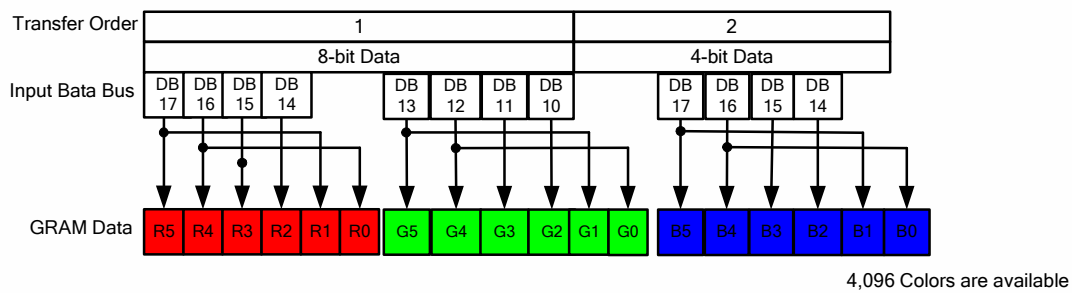 Transfer Order 1 2
8-bit Data 4-bit Data
Input Bata Bus DB 17 DB 16 DB 15 DB 14 DB 13 DB 12 DB 11 DB 10 DB 17 DB 16 DB 15 DB 14
GRAM Data R5 R4 R3 R2 R1 R0 G5 G4 G3 G2 G1 G0 B5 B4 B3 B2 B1 B0
4,096 Colors are available